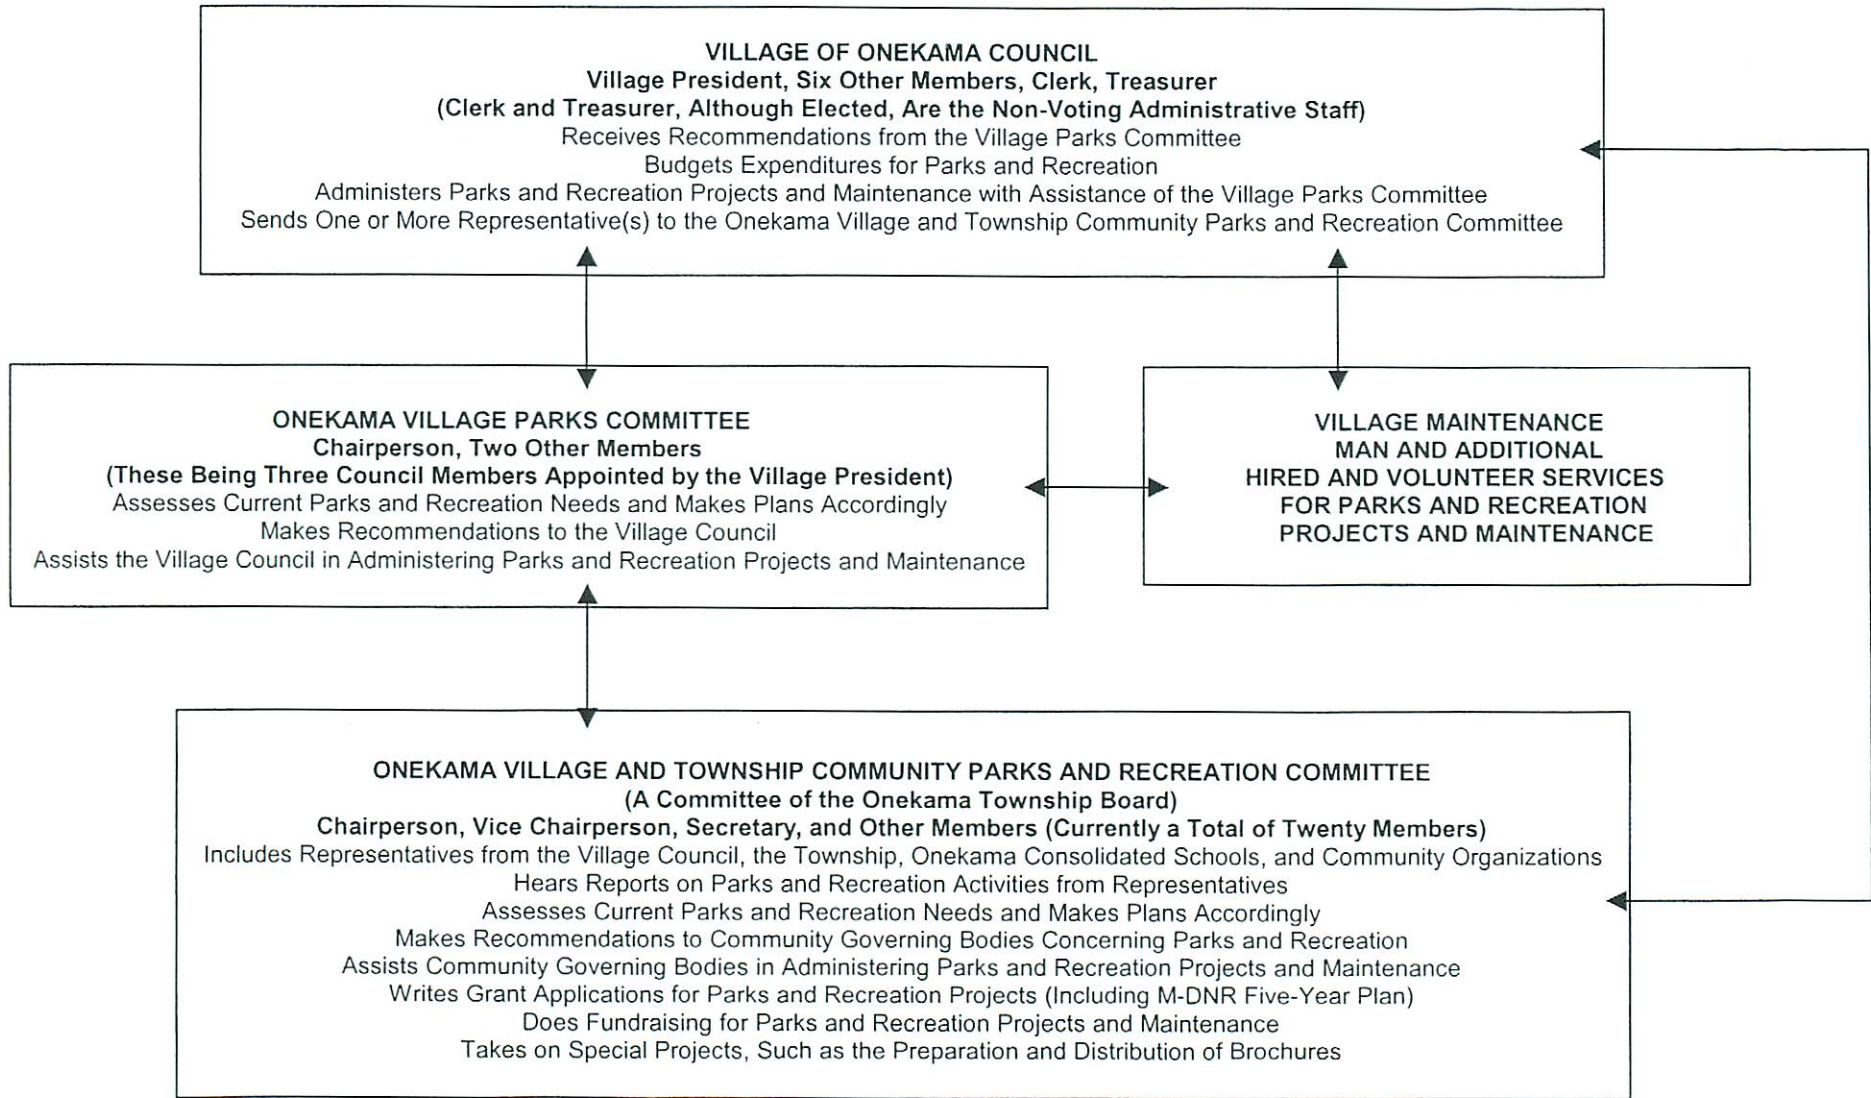 VILLAGE OF ONEKAMA COUNCIL
Village President, Six Other Members, Clerk, Treasurer
(Clerk and Treasurer, Although Elected, Are the Non-Voting Administrative Staff)
Receives Recommendations from the Village Parks Committee
Budgets Expenditures for Parks and Recreation
Administers Parks and Recreation Projects and Maintenance with Assistance of the Village Parks Committee
Sends One or More Representative(s) to the Onekama Village and Township Community Parks and Recreation Committee
ONEKAMA VILLAGE PARKS COMMITTEE
Chairperson, Two Other Members
(These Being Three Council Members Appointed by the Village President)
Assesses Current Parks and Recreation Needs and Makes Plans Accordingly
Makes Recommendations to the Village Council
Assists the Village Council in Administering Parks and Recreation Projects and Maintenance
VILLAGE MAINTENANCE
MAN AND ADDITIONAL
HIRED AND VOLUNTEER SERVICES
FOR PARKS AND RECREATION
PROJECTS AND MAINTENANCE
ONEKAMA VILLAGE AND TOWNSHIP COMMUNITY PARKS AND RECREATION COMMITTEE
(A Committee of the Onekama Township Board)
Chairperson, Vice Chairperson, Secretary, and Other Members (Currently a Total of Twenty Members)
Includes Representatives from the Village Council, the Township, Onekama Consolidated Schools, and Community Organizations
Hears Reports on Parks and Recreation Activities from Representatives
Assesses Current Parks and Recreation Needs and Makes Plans Accordingly
Makes Recommendations to Community Governing Bodies Concerning Parks and Recreation
Assists Community Governing Bodies in Administering Parks and Recreation Projects and Maintenance
Writes Grant Applications for Parks and Recreation Projects (Including M-DNR Five-Year Plan)
Does Fundraising for Parks and Recreation Projects and Maintenance
Takes on Special Projects, Such as the Preparation and Distribution of Brochures